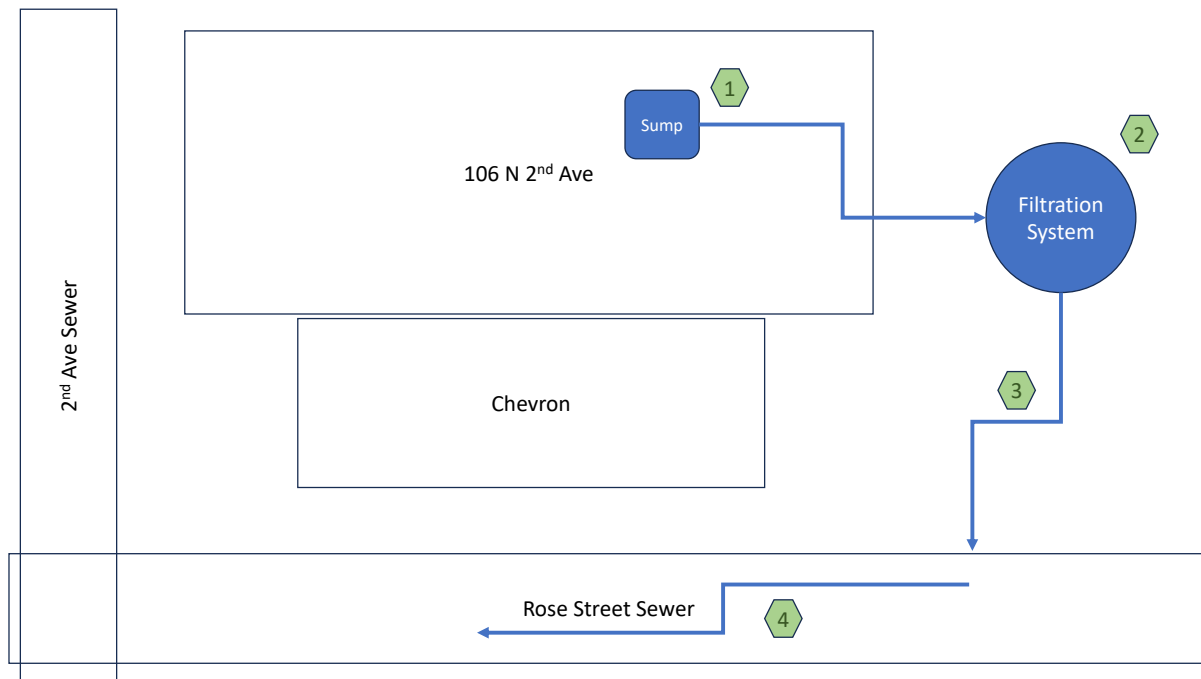 1
Sump
2
106 N 2nd Ave
Filtration
System
2nd Ave Sewer
3
Chevron
Rose Street Sewer
4